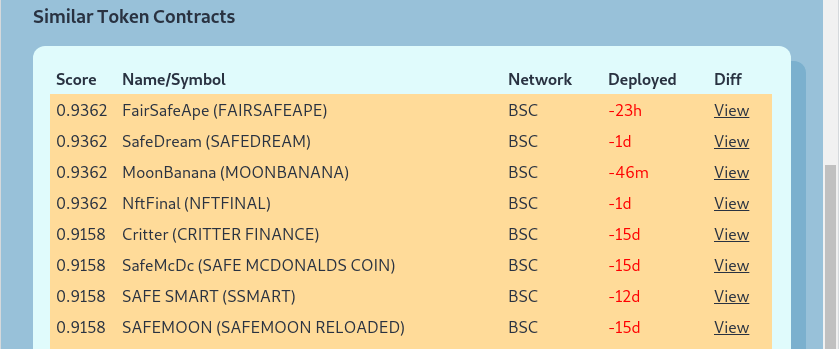 Similar Token Contracts
Score Name/Symbol Network Deployed Diff
0.9362 FairSafeApe (FAIRSAFEAPE) BSC -23h View
0.9362 SafeDream (SAFEDREAM) BSC -1d View
0.9362 MoonBanana (MOONBANANA) BSC -46m View
0.9362 NftFinal (NFTFINAL) BSC -1d View
0.9158 Critter (CRITTER FINANCE) BSC -15d View
0.9158 SafeMcDc (SAFE MCDONALDS COIN) BSC -15d View
0.9158 SAFE SMART (SSMART) BSC -12d View
0.9158 SAFEMOON (SAFEMOON RELOADED) BSC -15d View